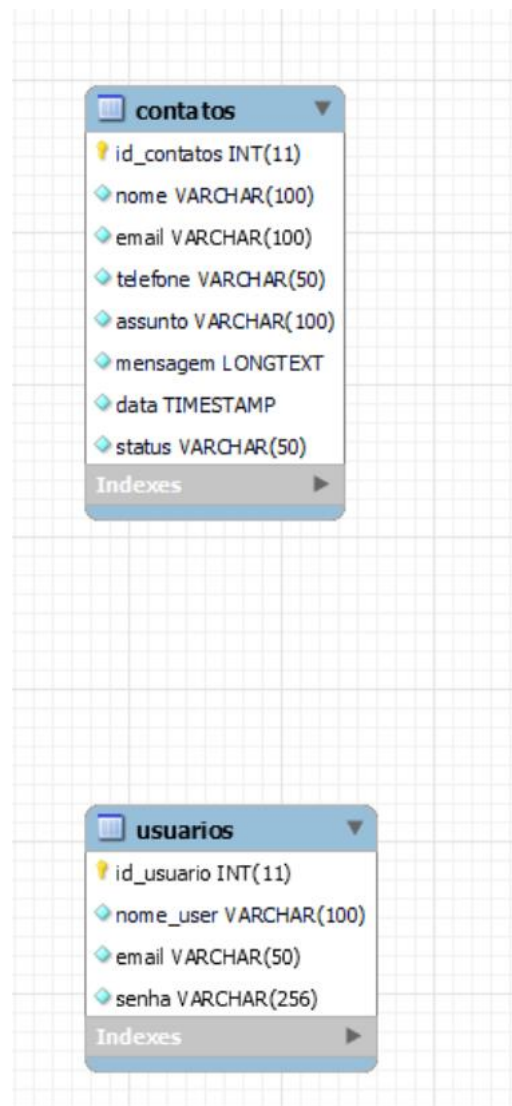 contatos
id_contatos INT(11)
nome VARCHAR(100)
email VARCHAR(100)
telefone VARCHAR(50)
assunto VARCHAR(100)
mensagem LONGTEXT
data TIMESTAMP
status VARCHAR(50)
Indexes
usuarios
id_usuario INT(11)
nome_user VARCHAR(100)
email VARCHAR(50)
senha VARCHAR(256)
Indexes